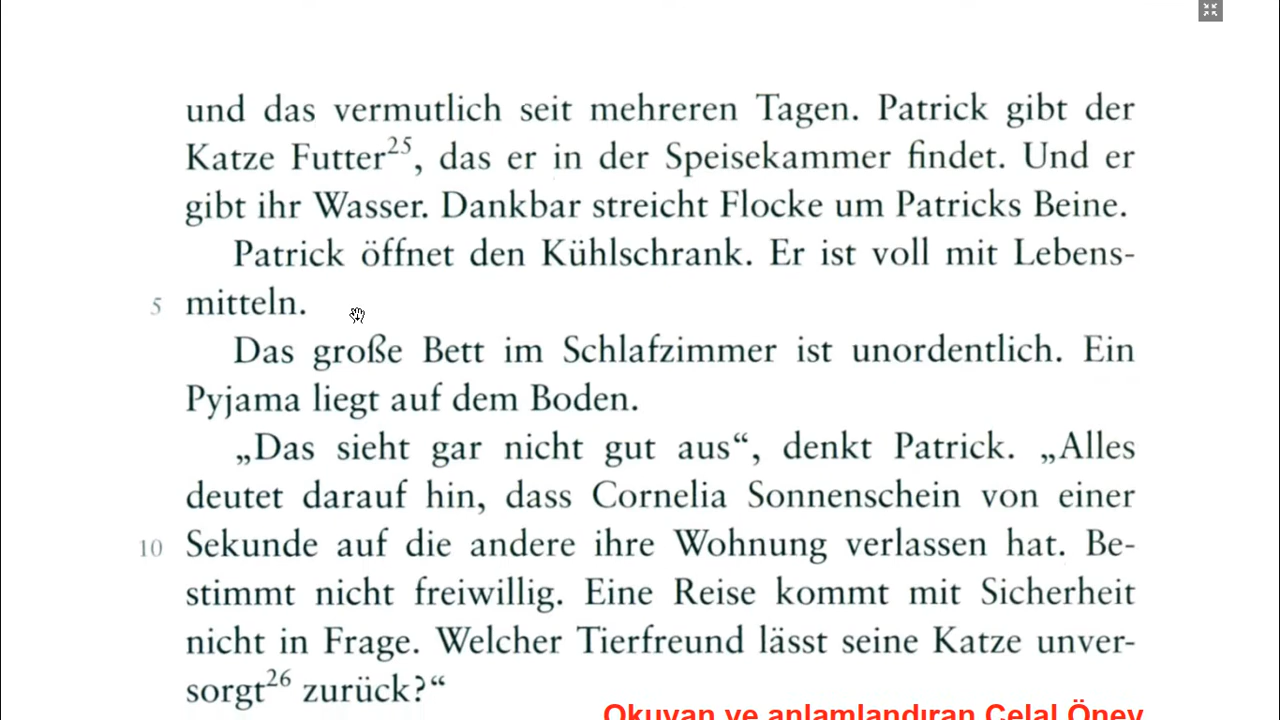 und das vermutlich seit mehreren Tagen. Patrick gibt der
Katze Futter25, das er in der Speisekammer findet. Und er
gibt ihr Wasser. Dankbar streicht Flocke um Patricks Beine.
Patrick öffnet den Kühlschrank. Er ist voll mit Lebens-
5 mitteln.
Das große Bett im Schlafzimmer ist unordentlich. Ein
Pyjama liegt auf dem Boden.
„Das sieht gar nicht gut aus“, denkt Patrick. „Alles
deutet darauf hin, dass Cornelia Sonnenschein von einer
10 Sekunde auf die andere ihre Wohnung verlassen hat. Be-
stimmt nicht freiwillig. Eine Reise kommt mit Sicherheit
nicht in Frage. Welcher Tierfreund lässt seine Katze unver-
sorgt26 zurück?“
Okuyan ve anlamlandıran Celal Öney